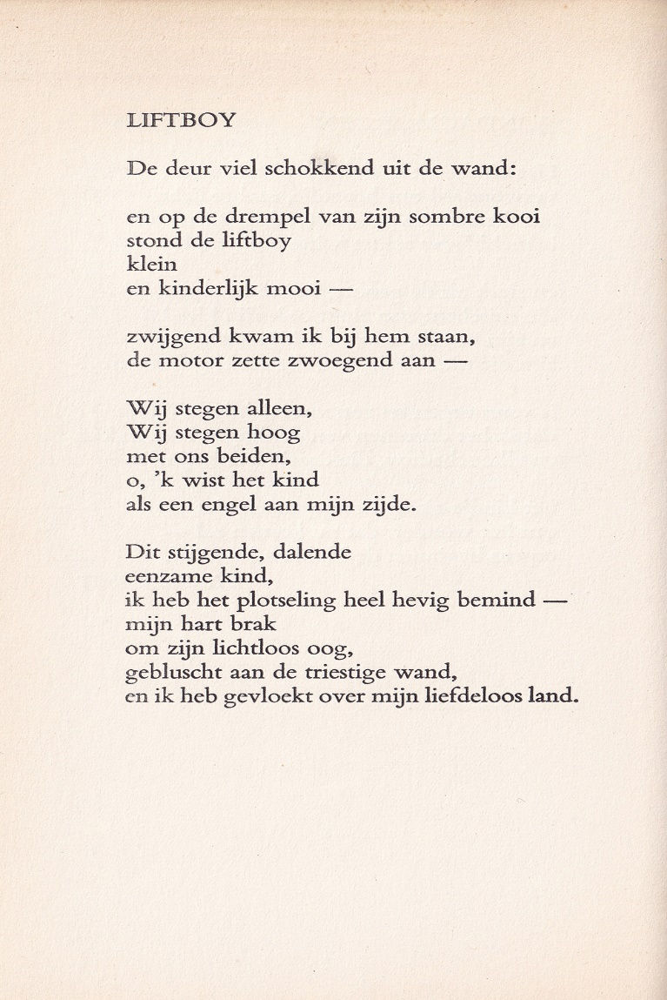 LIFTBOY
De deur viel schokkend uit de wand:
en op de drempel van zijn sombre kooi
stond de liftboy
klein
en kinderlijk mooi —
zwijgend kwam ik bij hem staan,
de motor zette zwoegend aan —
Wij stegen alleen,
Wij stegen hoog
met ons beiden,
o, ’k wist het kind
als een engel aan mijn zijde.
Dit stijgende, dalende
eenzame kind,
ik heb het plotseling heel hevig bemind —
mijn hart brak
om zijn lichtloos oog,
gebluscht aan de triestige wand,
en ik heb gevloekt over mijn liefdeloos land.